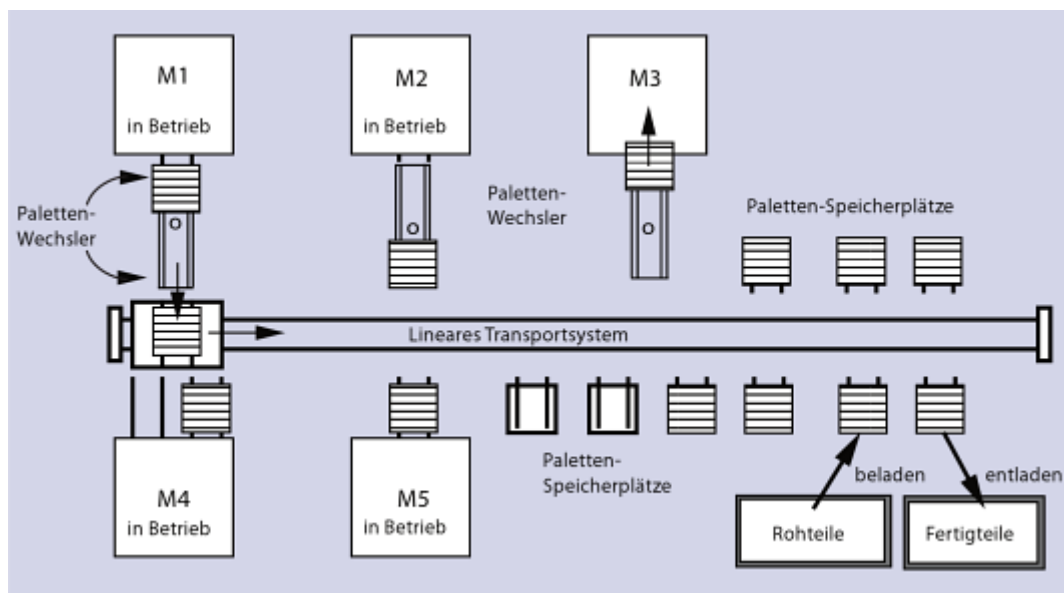 M1
in Betrieb
M2
in Betrieb
M3
Paletten-
Wechsler
Paletten-
Wechsler
Paletten-Speicherplätze
Lineares Transportsystem
M4
in Betrieb
M5
in Betrieb
Paletten-
Speicherplätze
beladen
entladen
Rohteile
Fertigteile